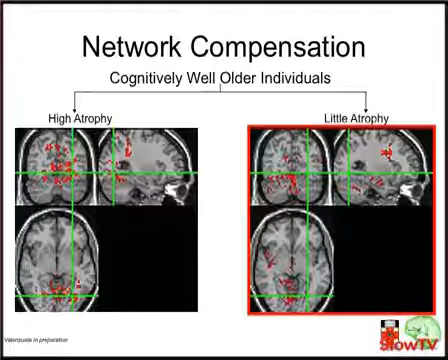 Network Compensation
Cognitively Well Older Individuals
High Atrophy
Little Atrophy
Valenzuela in preparation
SlowTV